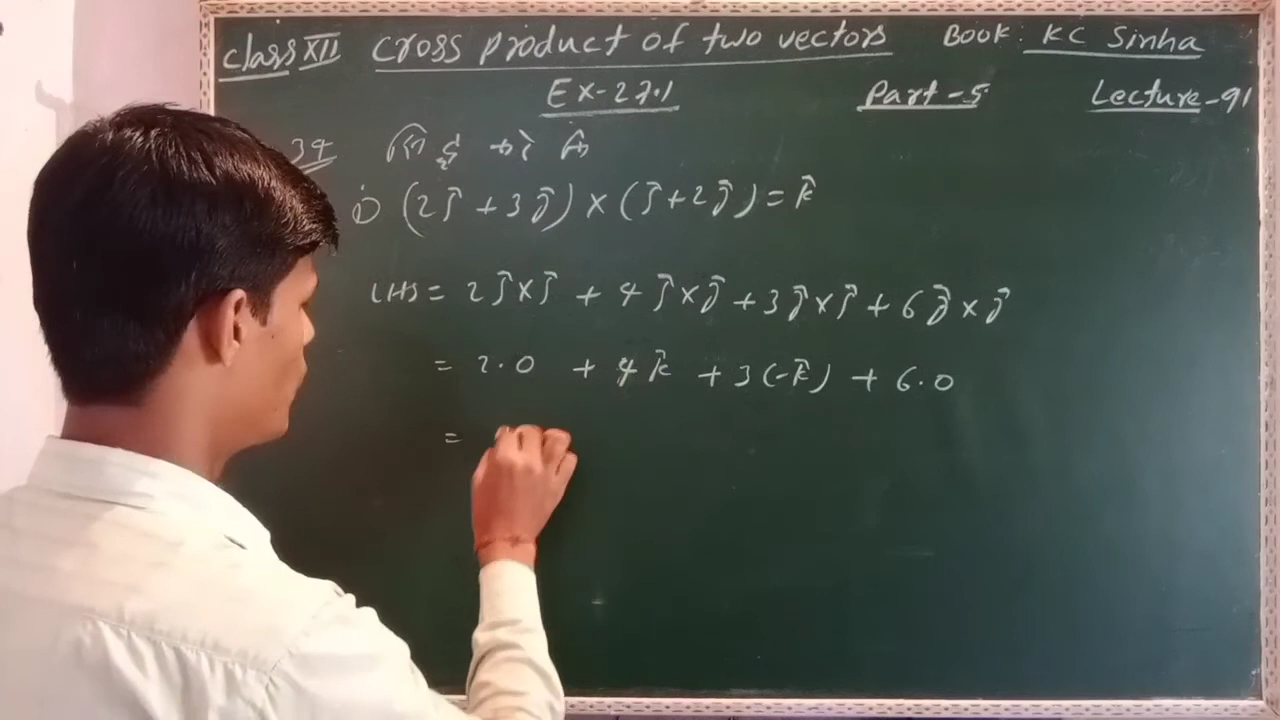 Class XII Cross product of two vectors Book: KC Sinha
Ex-27.1 Part-5 Lecture-91
34 सिद्ध करें कि
i) (2î + 3ĵ) × (î + 2ĵ) = k̂
LHS = 2î×î + 4î×ĵ + 3ĵ×î + 6ĵ×ĵ
= 2.0 + 4k̂ + 3(-k̂) + 6.0
=